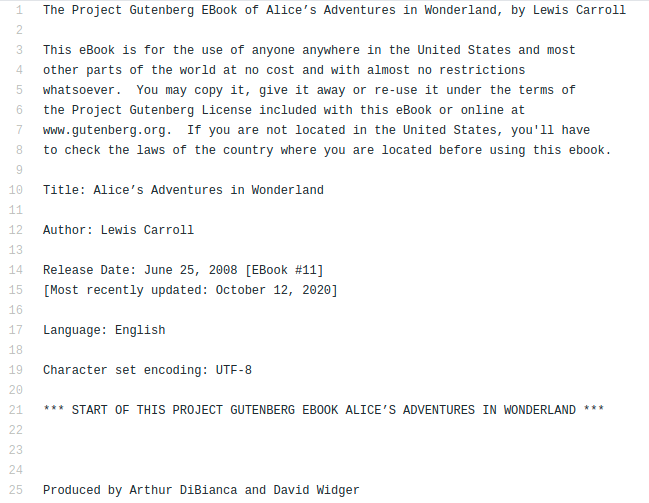 1 The Project Gutenberg EBook of Alice’s Adventures in Wonderland, by Lewis Carroll
2
3 This eBook is for the use of anyone anywhere in the United States and most
4 other parts of the world at no cost and with almost no restrictions
5 whatsoever.  You may copy it, give it away or re-use it under the terms of
6 the Project Gutenberg License included with this eBook or online at
7 www.gutenberg.org.  If you are not located in the United States, you'll have
8 to check the laws of the country where you are located before using this ebook.
9
10 Title: Alice’s Adventures in Wonderland
11
12 Author: Lewis Carroll
13
14 Release Date: June 25, 2008 [EBook #11]
15 [Most recently updated: October 12, 2020]
16
17 Language: English
18
19 Character set encoding: UTF-8
20
21 *** START OF THIS PROJECT GUTENBERG EBOOK ALICE’S ADVENTURES IN WONDERLAND ***
22
23
24
25 Produced by Arthur DiBianca and David Widger